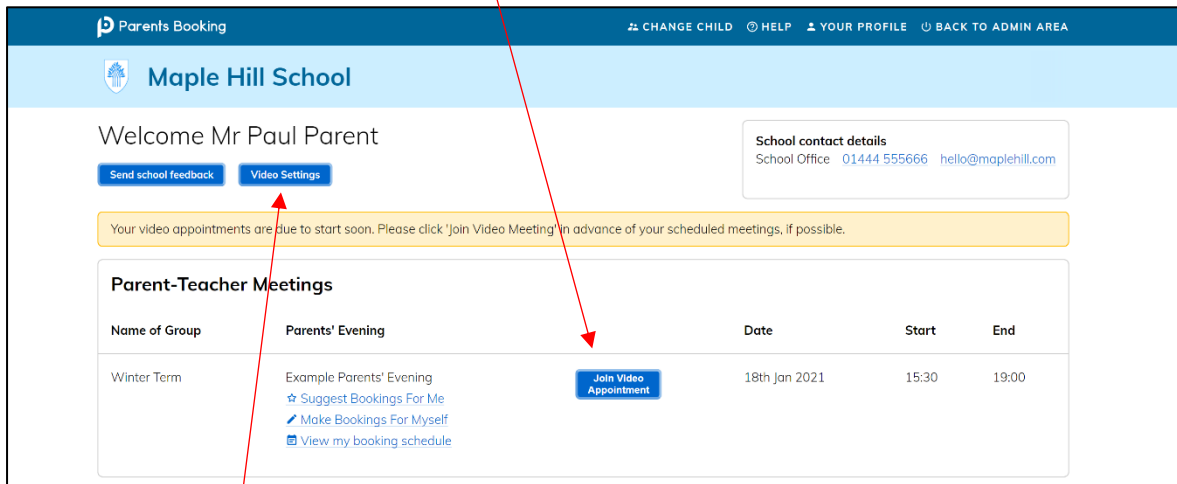 Parents Booking
CHANGE CHILD HELP YOUR PROFILE BACK TO ADMIN AREA
Maple Hill School
Welcome Mr Paul Parent
Send school feedback Video Settings
School contact details
School Office 01444 555666 hello@maplehill.com
Your video appointments are due to start soon. Please click 'Join Video Meeting' in advance of your scheduled meetings, if possible.
Parent-Teacher Meetings
Name of Group Parents' Evening Date Start End
Winter Term Example Parents' Evening Join Video Appointment 18th Jan 2021 15:30 19:00
Suggest Bookings For Me
Make Bookings For Myself
View my booking schedule